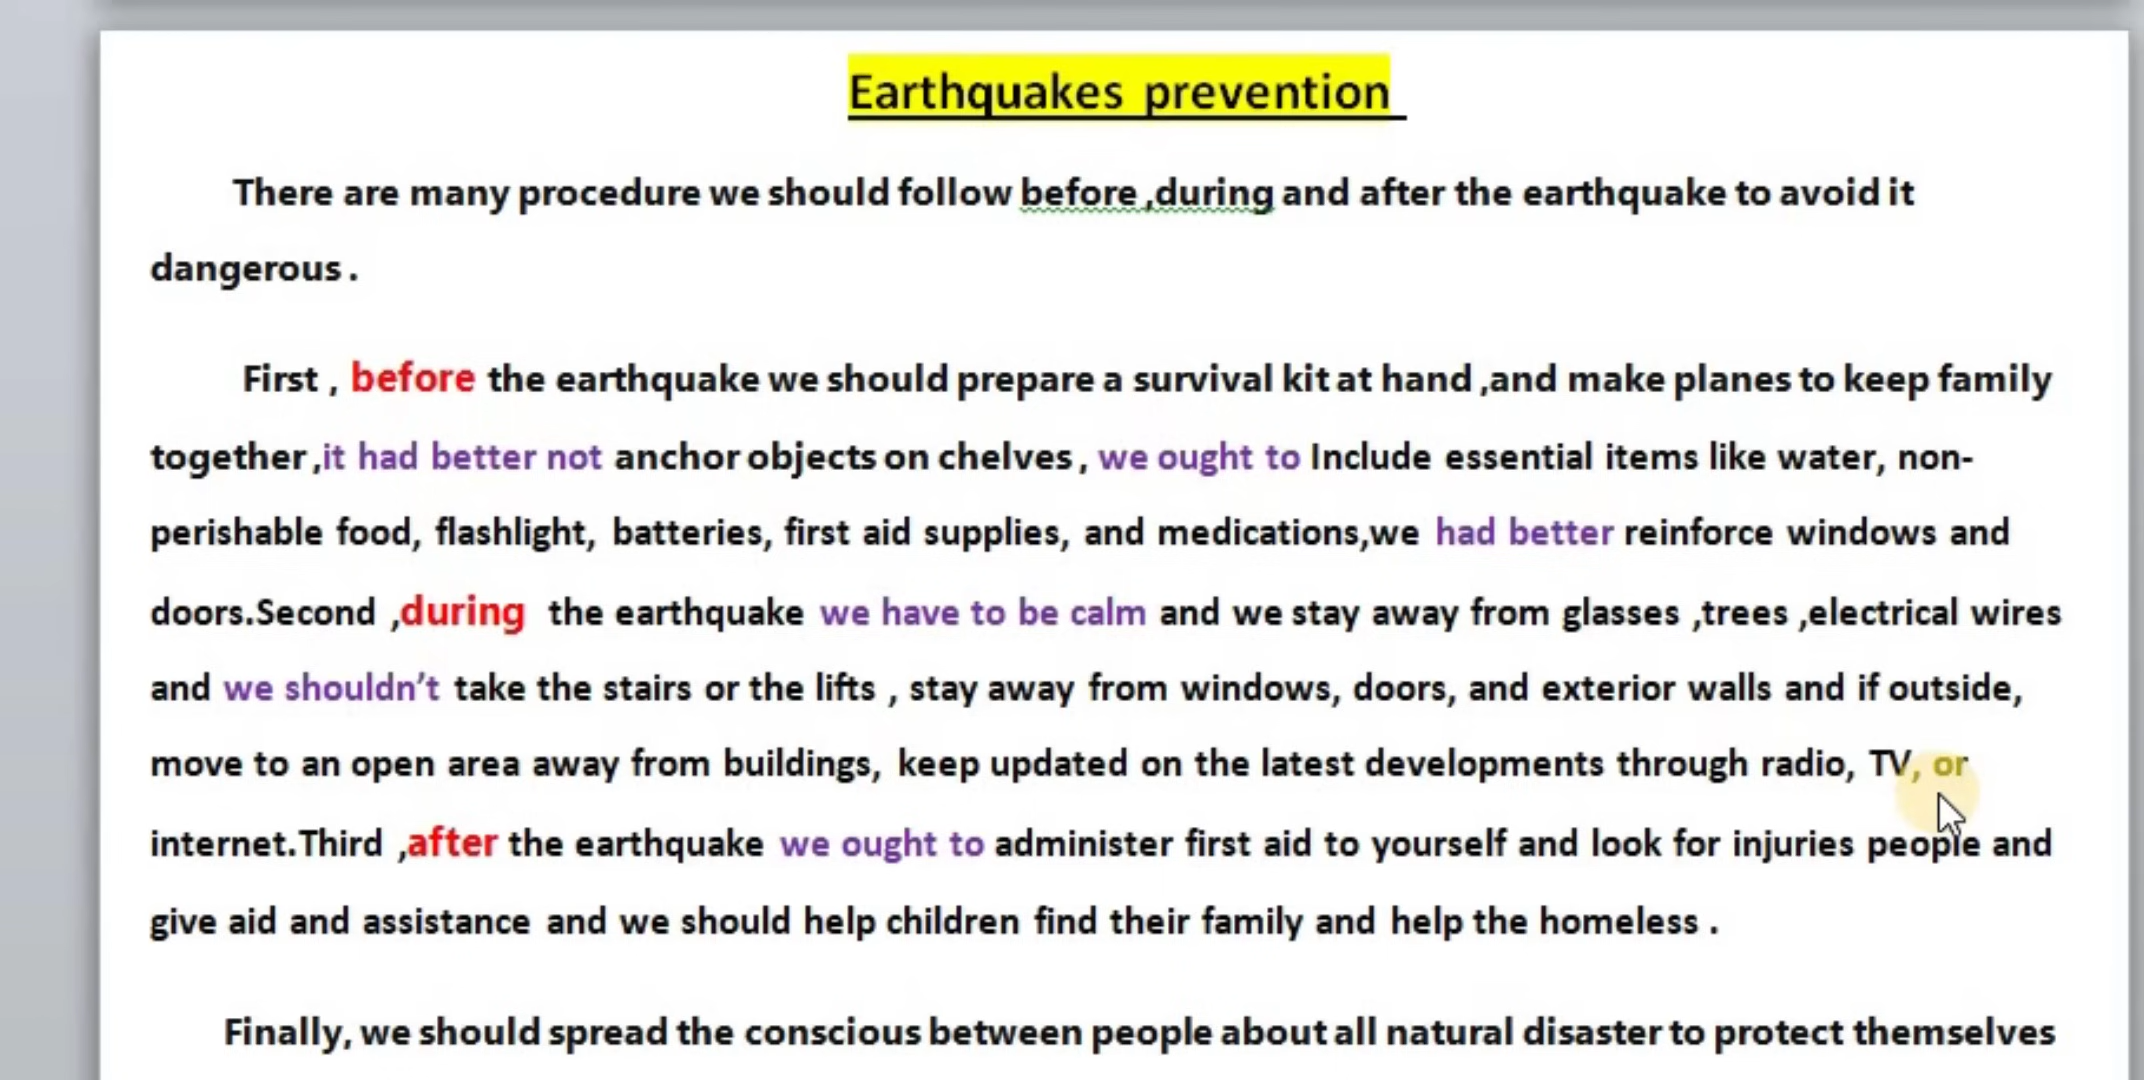 Earthquakes prevention
There are many procedure we should follow before ,during and after the earthquake to avoid it
dangerous .
First , before the earthquake we should prepare a survival kit at hand ,and make planes to keep family
together ,it had better not anchor objects on chelves , we ought to Include essential items like water, non-
perishable food, flashlight, batteries, first aid supplies, and medications,we had better reinforce windows and
doors.Second ,during the earthquake we have to be calm and we stay away from glasses ,trees ,electrical wires
and we shouldn’t take the stairs or the lifts , stay away from windows, doors, and exterior walls and if outside,
move to an open area away from buildings, keep updated on the latest developments through radio, TV, or
internet.Third ,after the earthquake we ought to administer first aid to yourself and look for injuries people and
give aid and assistance and we should help children find their family and help the homeless .
Finally, we should spread the conscious between people about all natural disaster to protect themselves